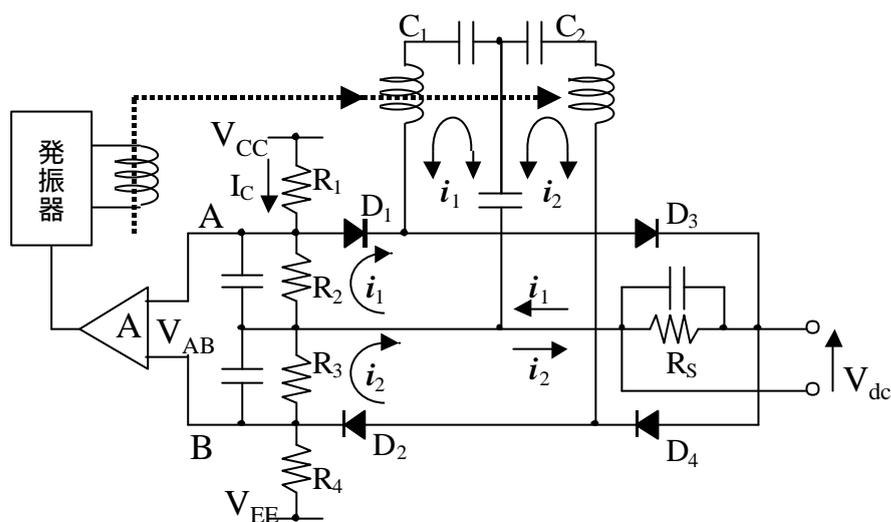 C1
C2
発振器
VCC
IC
R1
i1
i2
A
D1
D3
R2
i1
i1
A
VAB
RS
R3
i2
i2
Vdc
B
D2
D4
R4
VEE